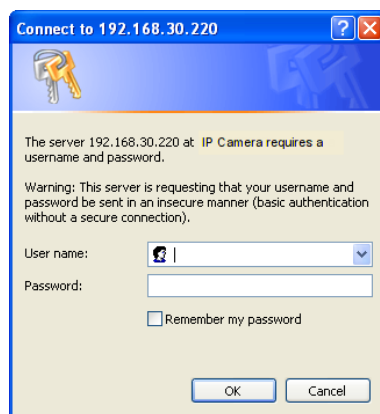 Connect to 192.168.30.220
The server 192.168.30.220 at IP Camera requires a
username and password.
Warning: This server is requesting that your username and
password be sent in an insecure manner (basic authentication
without a secure connection).
User name:
Password:
Remember my password
OK Cancel